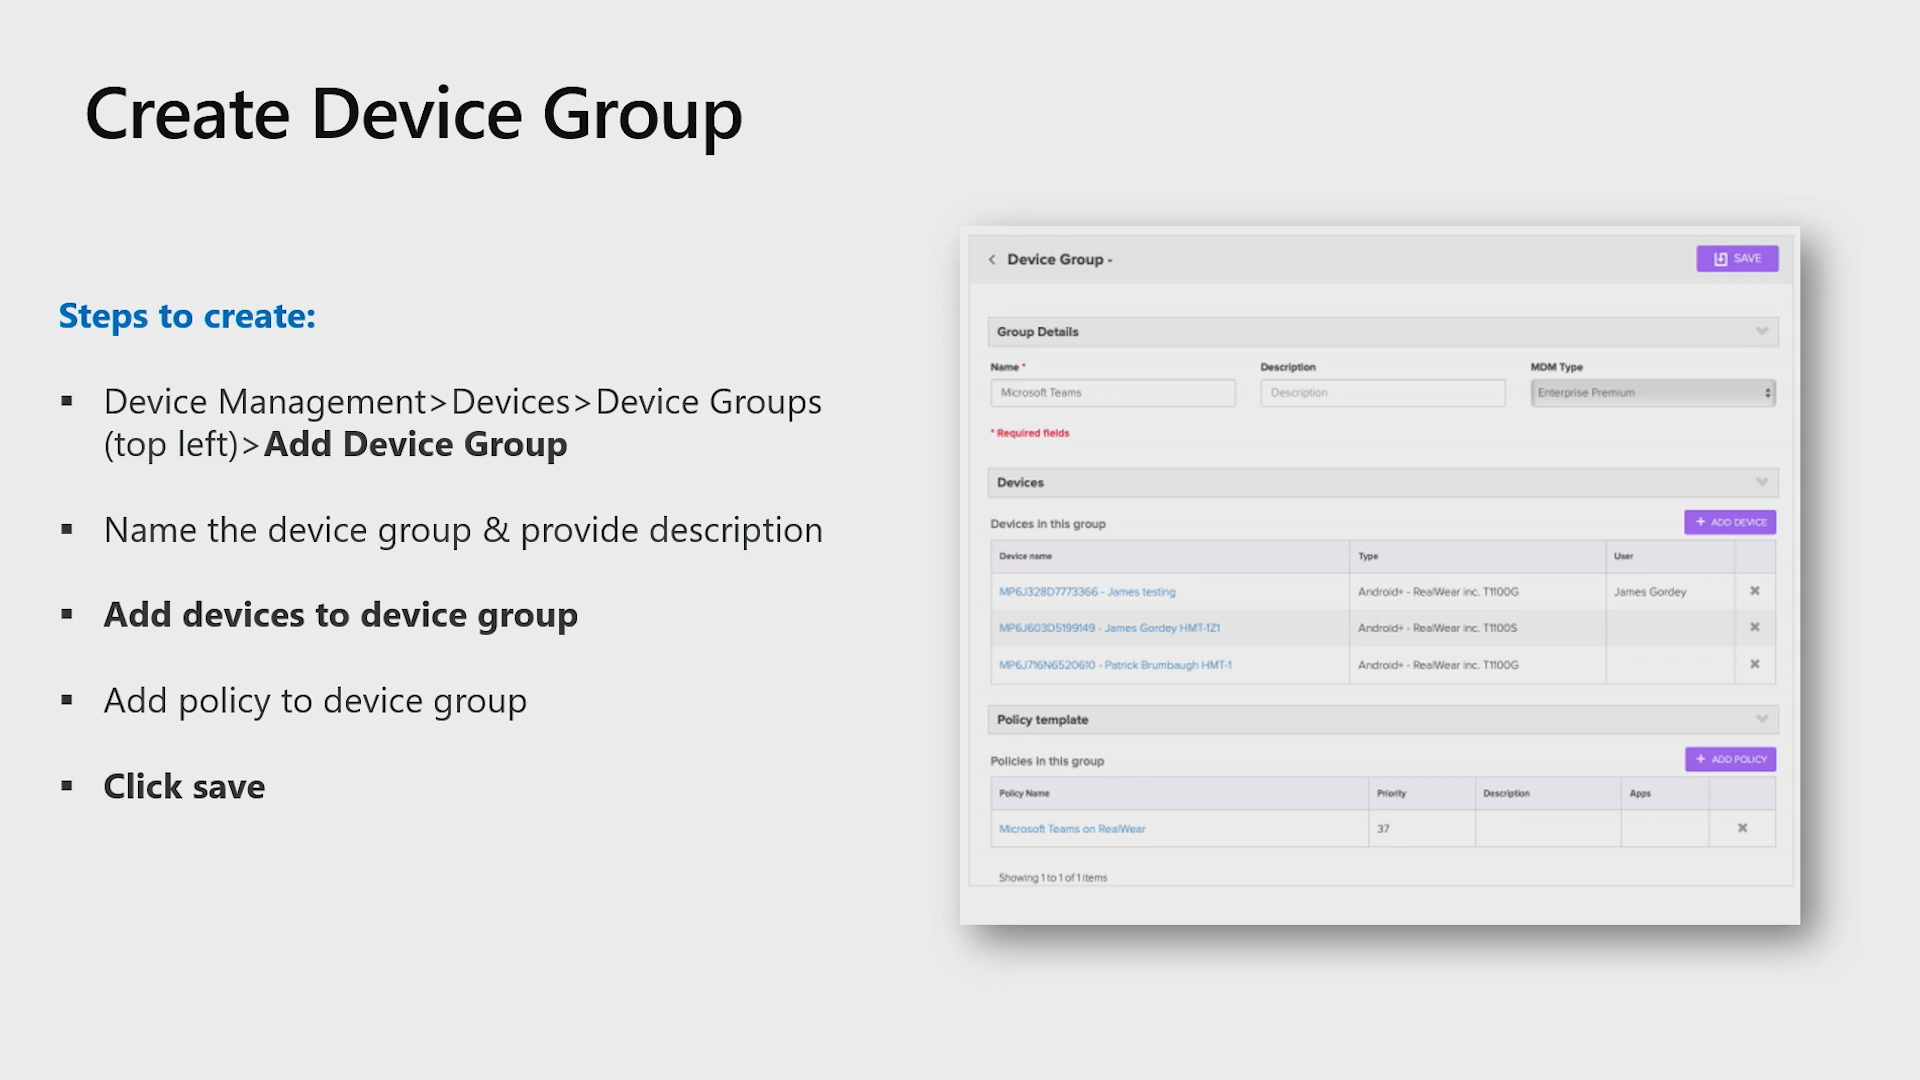 Create Device Group
Steps to create:
▪ Device Management>Devices>Device Groups
(top left)>Add Device Group
▪ Name the device group & provide description
▪ Add devices to device group
▪ Add policy to device group
▪ Click save
< Device Group -
SAVE
Group Details
Name * Description MDM Type
Microsoft Teams Description Enterprise Premium
* Required fields
Devices
Devices in this group + ADD DEVICE
Device name Type User
MP6J328D7773366 - James testing Android+ - RealWear inc. T1100G James Gordey ✖
MP6J603D5199149 - James Gordey HMT-1Z1 Android+ - RealWear inc. T1100S ✖
MP6J716N6520610 - Patrick Brumbaugh HMT-1 Android+ - RealWear inc. T1100G ✖
Policy template
Policies in this group + ADD POLICY
Policy Name Priority Description Apps
Microsoft Teams on RealWear 37 ✖
Showing 1 to 1 of 1 items